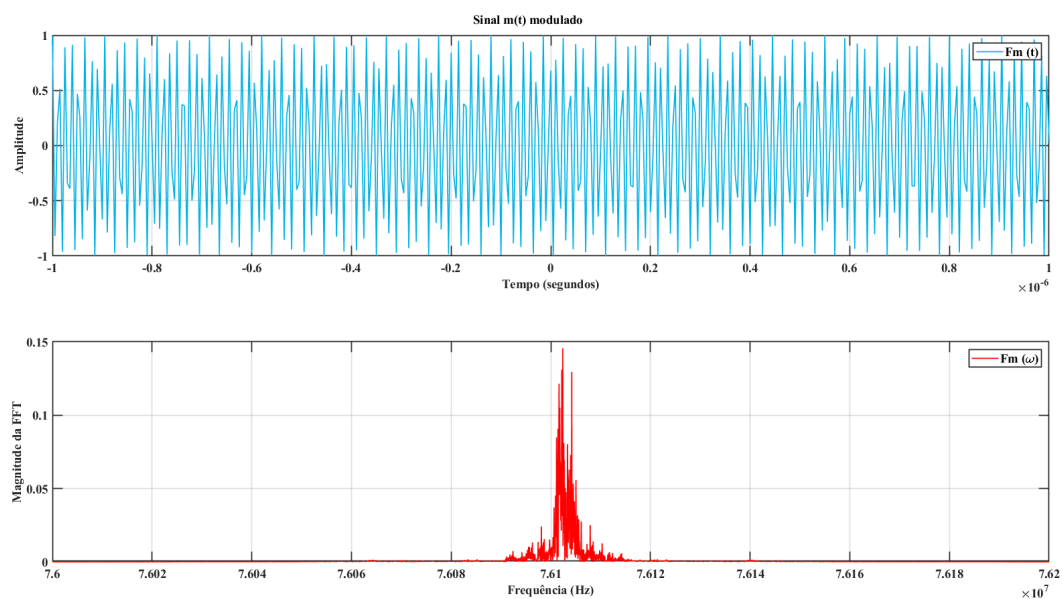 Sinal m(t) modulado
Fm (t)
Amplitude
1
0.5
0
-0.5
-1
-1 -0.8 -0.6 -0.4 -0.2 0 0.2 0.4 0.6 0.8 1
Tempo (segundos)
×10⁻⁶
Fm (ω)
Magnitude da FFT
0.15
0.1
0.05
0
7.6 7.602 7.604 7.606 7.608 7.61 7.612 7.614 7.616 7.618 7.62
Frequência (Hz)
×10⁷